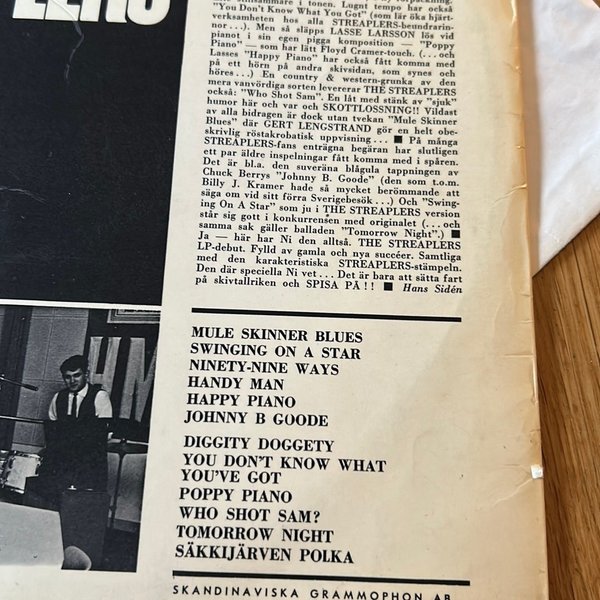 "You Don't Know What You Got" (som lär öka hjärt-
verksamheten hos alla STREAPLERS-beundrarin-
nor...). Men så släpps LASSE LARSSON lös vid
pianot i sin egen pigga komposition — "Poppy
Piano" — som har lätt Floyd Cramer-touch. (...och
Lasses "Happy Piano" har också fått komma med
på ett hörn på andra skivsidan, som synes och
höres...) En country & western-grunka av den
mera vanvördiga sorten levererar THE STREAPLERS
också: "Who Shot Sam". En låt med stänk av "sjuk"
humor här och var och SKOTTLOSSNING!! Vildast
av alla bidragen är dock utan tvekan "Mule Skinner
Blues" där GERT LENGSTRAND gör en helt obe-
skrivlig röstakrobatisk uppvisning... ■ På många
STREAPLERS-fans enträgna begäran har slutligen
ett par äldre inspelningar fått komma med i spåren.
Det är bl.a. den suveräna blågula tappningen av
Chuck Berrys "Johnny B. Goode" (den som t.o.m.
Billy J. Kramer hade så mycket berömmande att
säga om vid sitt förra Sverigebesök...) Och "Swing-
ing On A Star" som ju i THE STREAPLERS version
står sig gott i konkurrensen med originalet (...och
samma sak gäller balladen "Tomorrow Night".) ■
Ja — här har Ni den alltså. THE STREAPLERS
LP-debut. Fylld av gamla och nya succéer. Samtliga
med den karakteristiska STREAPLERS-stämpeln.
Den där speciella Ni vet... Det är bara att sätta fart
på skivtallriken och SPISA PÅ!! ■ Hans Sidén
MULE SKINNER BLUES
SWINGING ON A STAR
NINETY-NINE WAYS
HANDY MAN
HAPPY PIANO
JOHNNY B GOODE
DIGGITY DOGGETY
YOU DON'T KNOW WHAT
YOU'VE GOT
POPPY PIANO
WHO SHOT SAM?
TOMORROW NIGHT
SÄKKIJÄRVEN POLKA
SKANDINAVISKA GRAMMOPHON AB